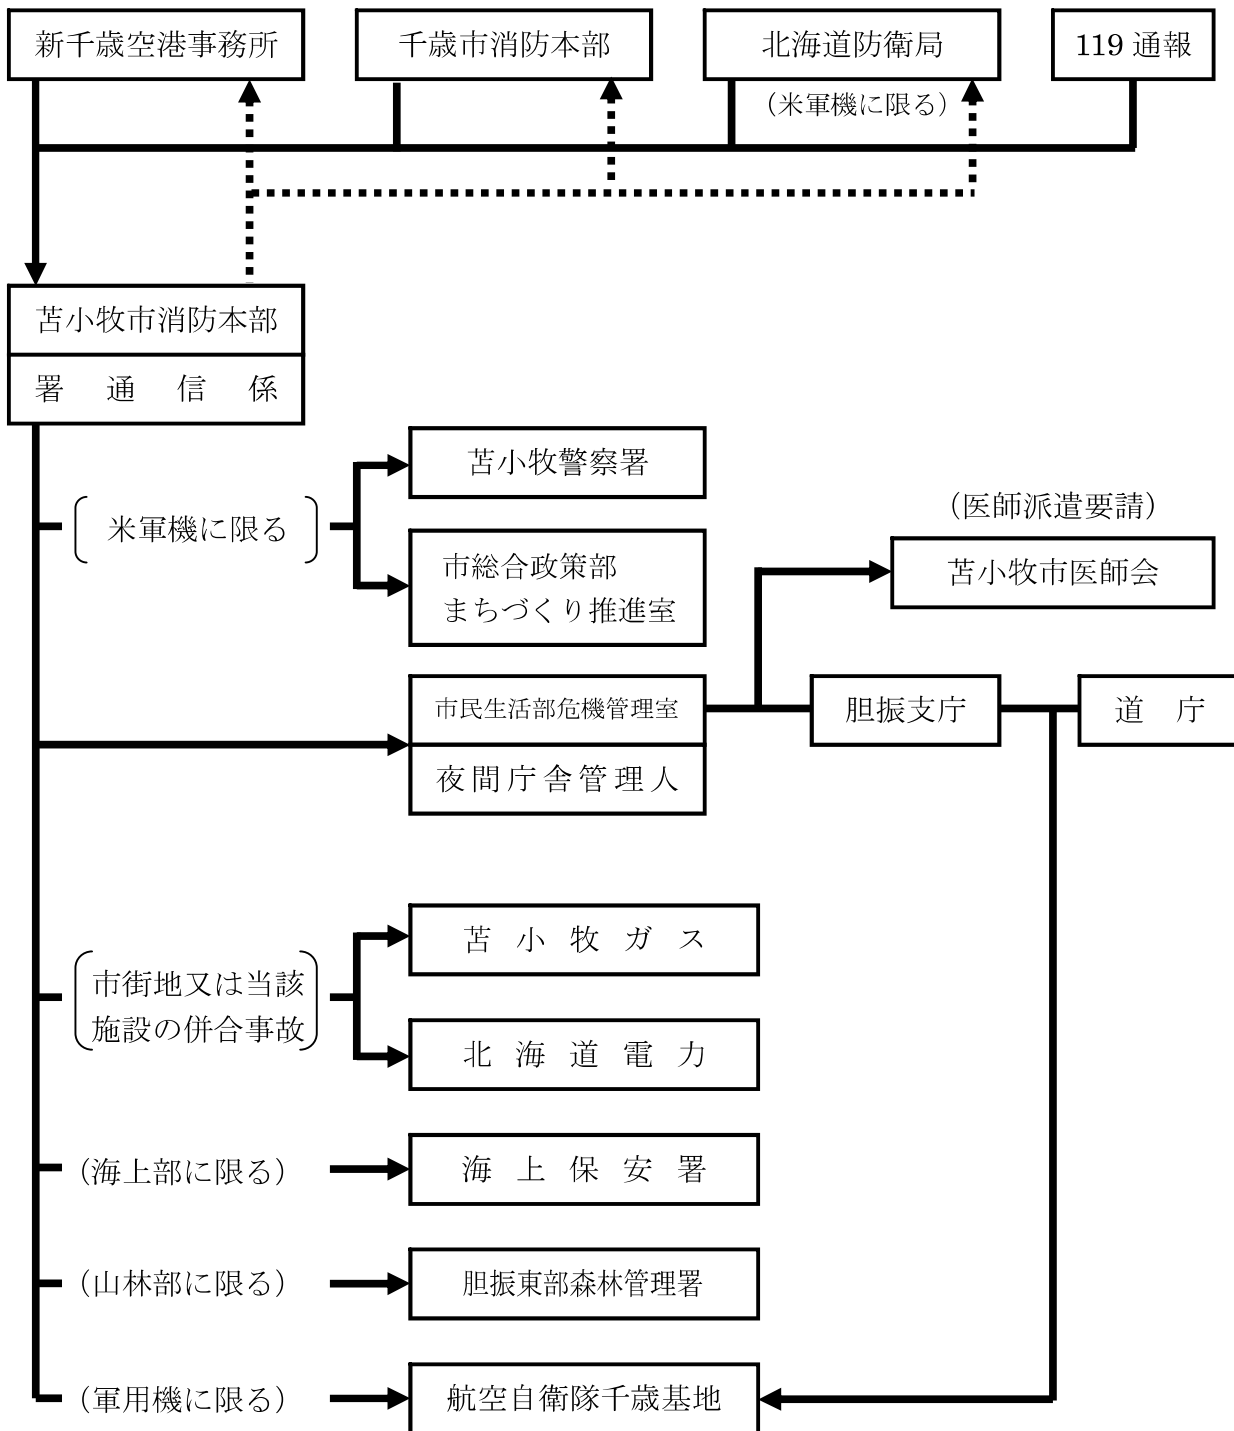 新千歳空港事務所
千歳市消防本部
北海道防衛局
119通報
（米軍機に限る）
苫小牧市消防本部
署通信係
苫小牧警察署
（医師派遣要請）
米軍機に限る
市総合政策部
まちづくり推進室
苫小牧市医師会
市民生活部危機管理室
胆振支庁
道庁
夜間庁舎管理人
苫小牧ガス
市街地又は当該
施設の併合事故
北海道電力
（海上部に限る）
海上保安署
（山林部に限る）
胆振東部森林管理署
（軍用機に限る）
航空自衛隊千歳基地